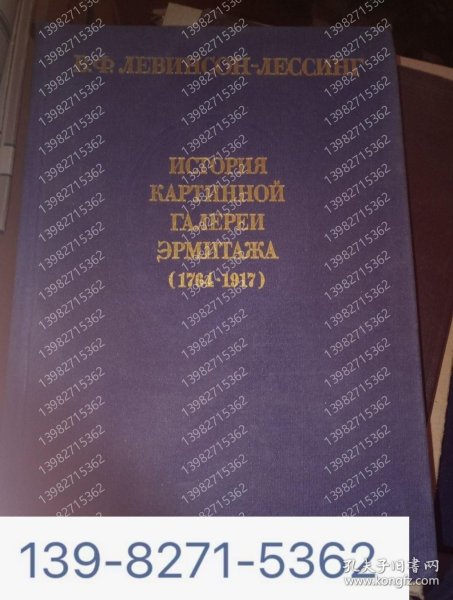 В. Ф. ЛЕВИНСОН-ЛЕССИНГ
ИСТОРИЯ
КАРТИННОЙ
ГАЛЕРЕИ
ЭРМИТАЖА
(1764-1917)
13982715362
139-8271-5362
孔夫子旧书网
kongfz.com